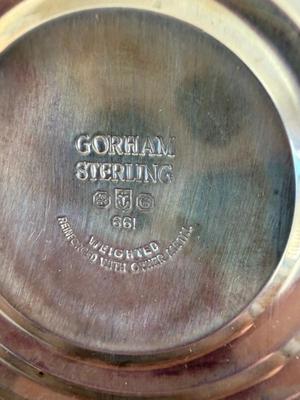 GORHAM
STERLING
661
WEIGHTED
REINFORCED WITH OTHER METAL